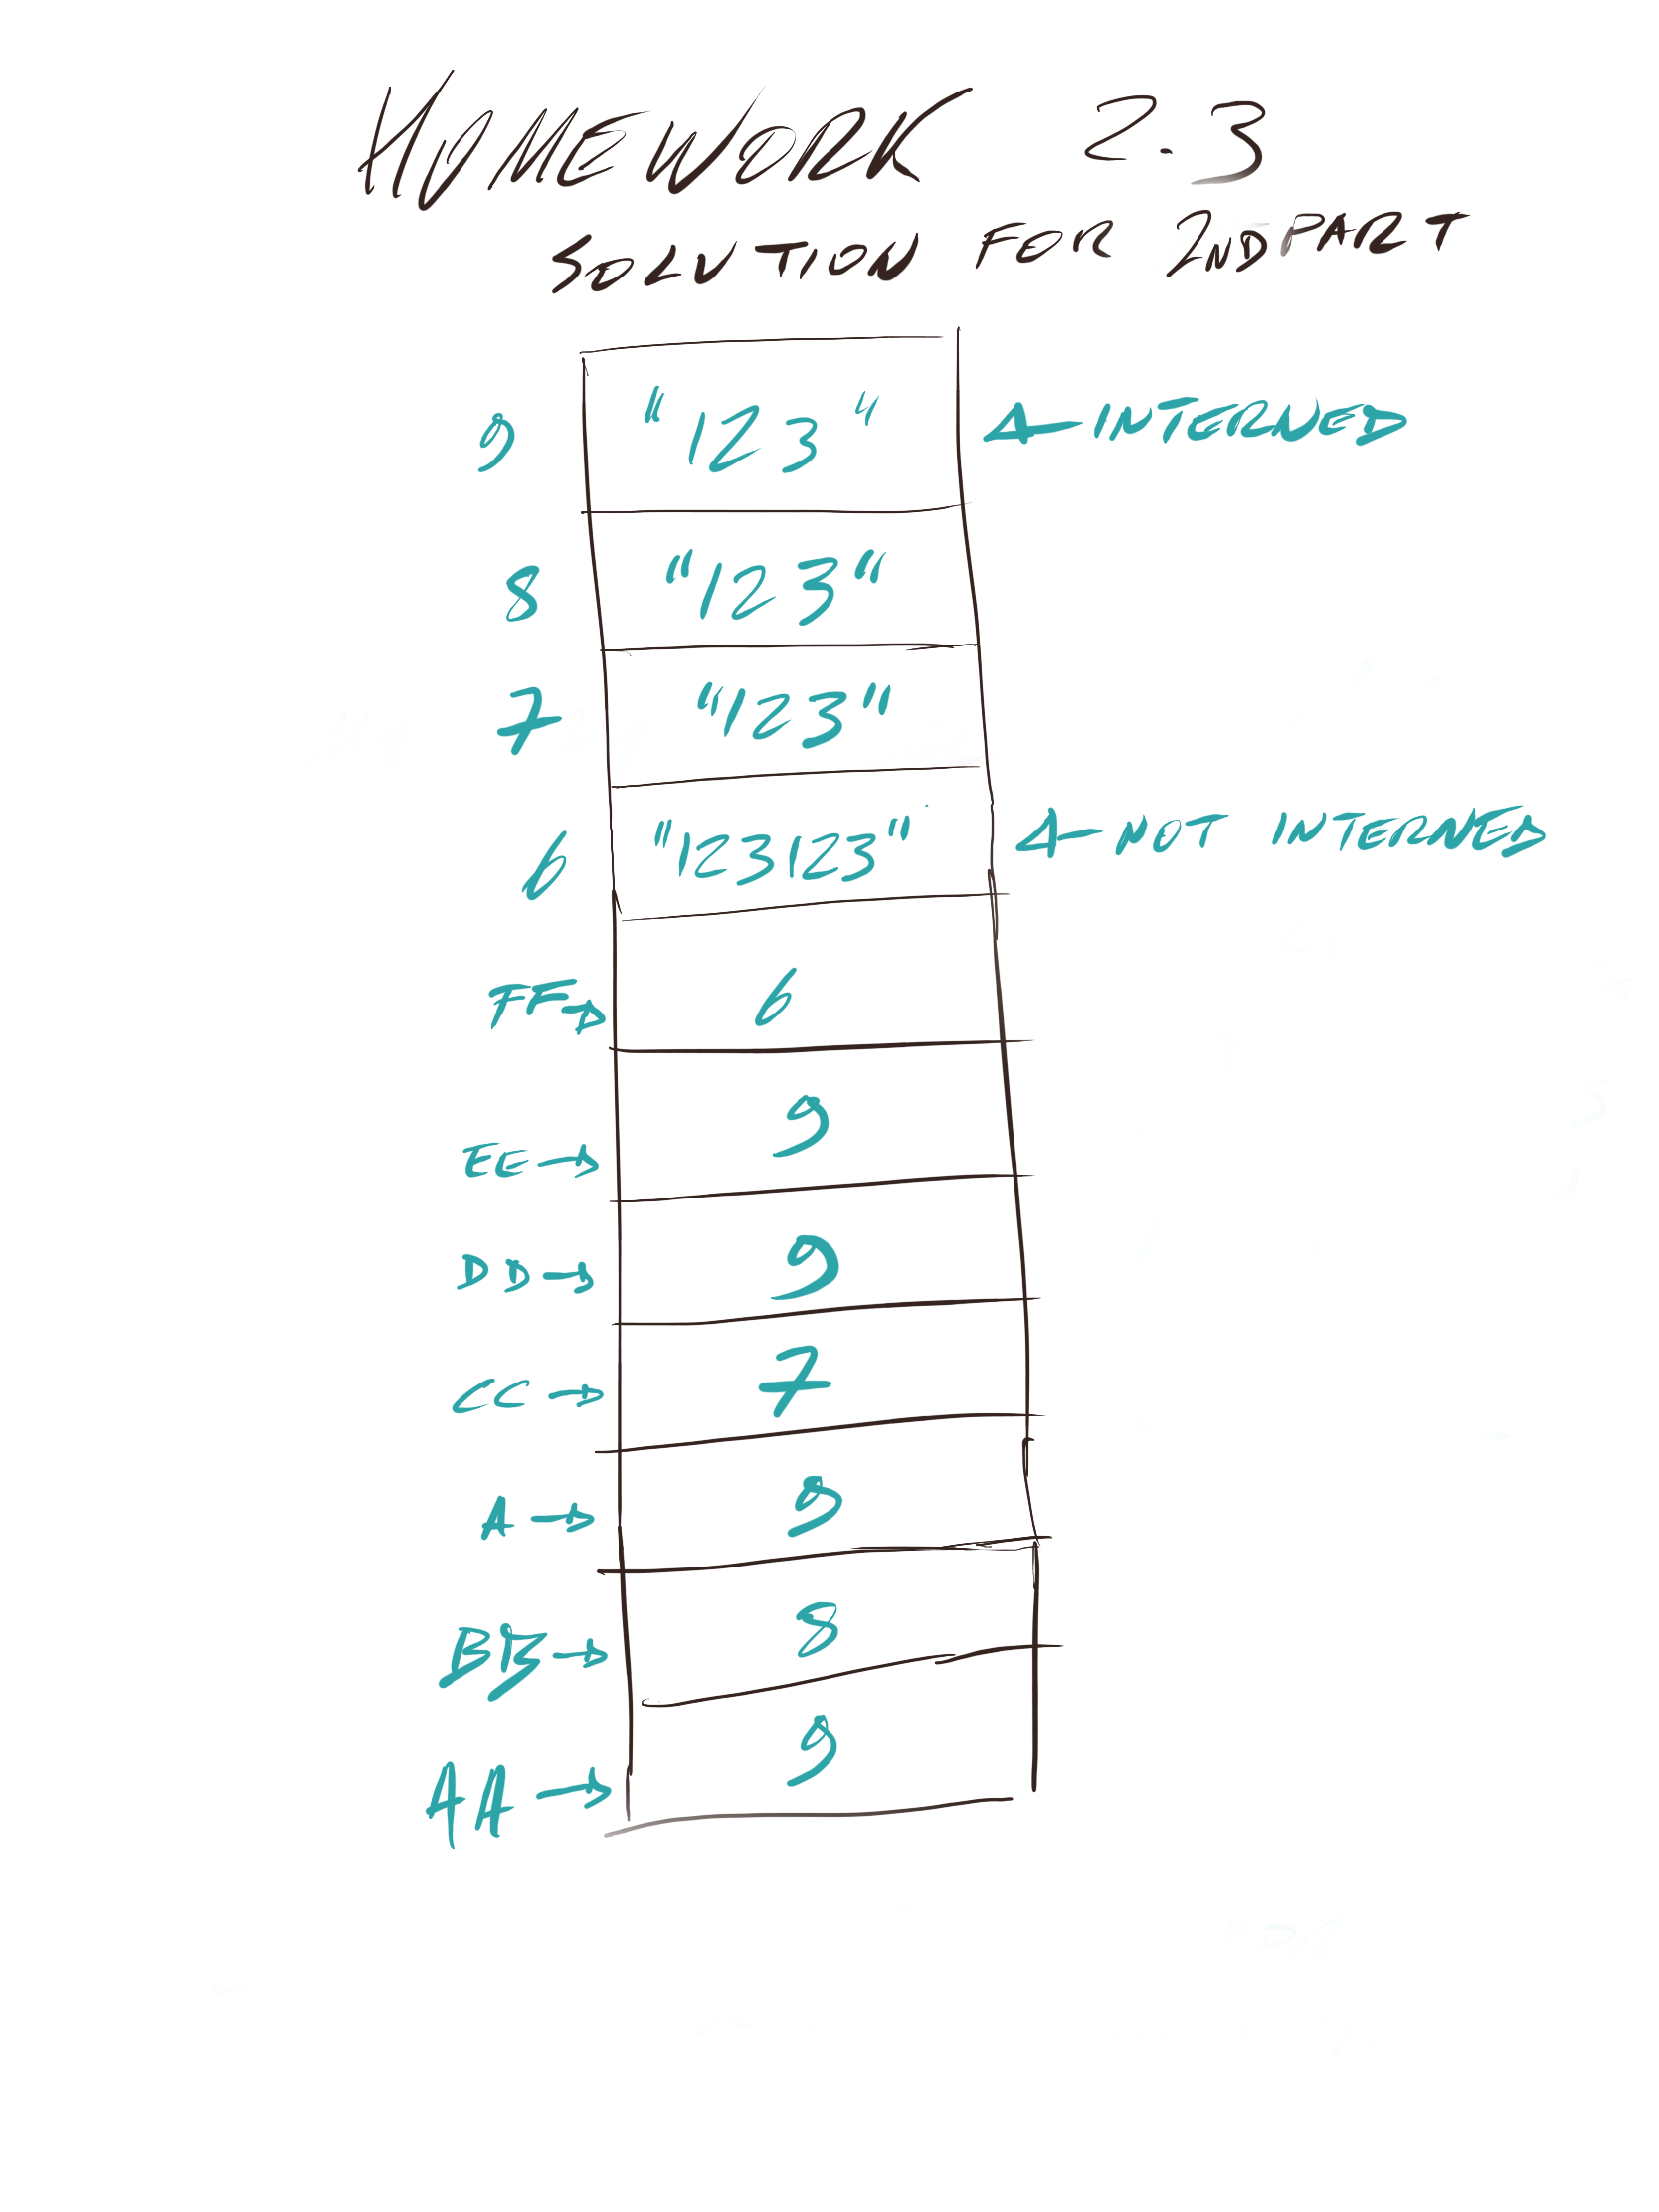 HOMEWORK 2.3
SOLUTION FOR 2ND PART
9 "123" INTERNED
8 "123"
7 "123"
6 "123123" NOT INTERNED
FF 6
EE 9
DD 9
CC 7
A 9
BB 8
AA 9